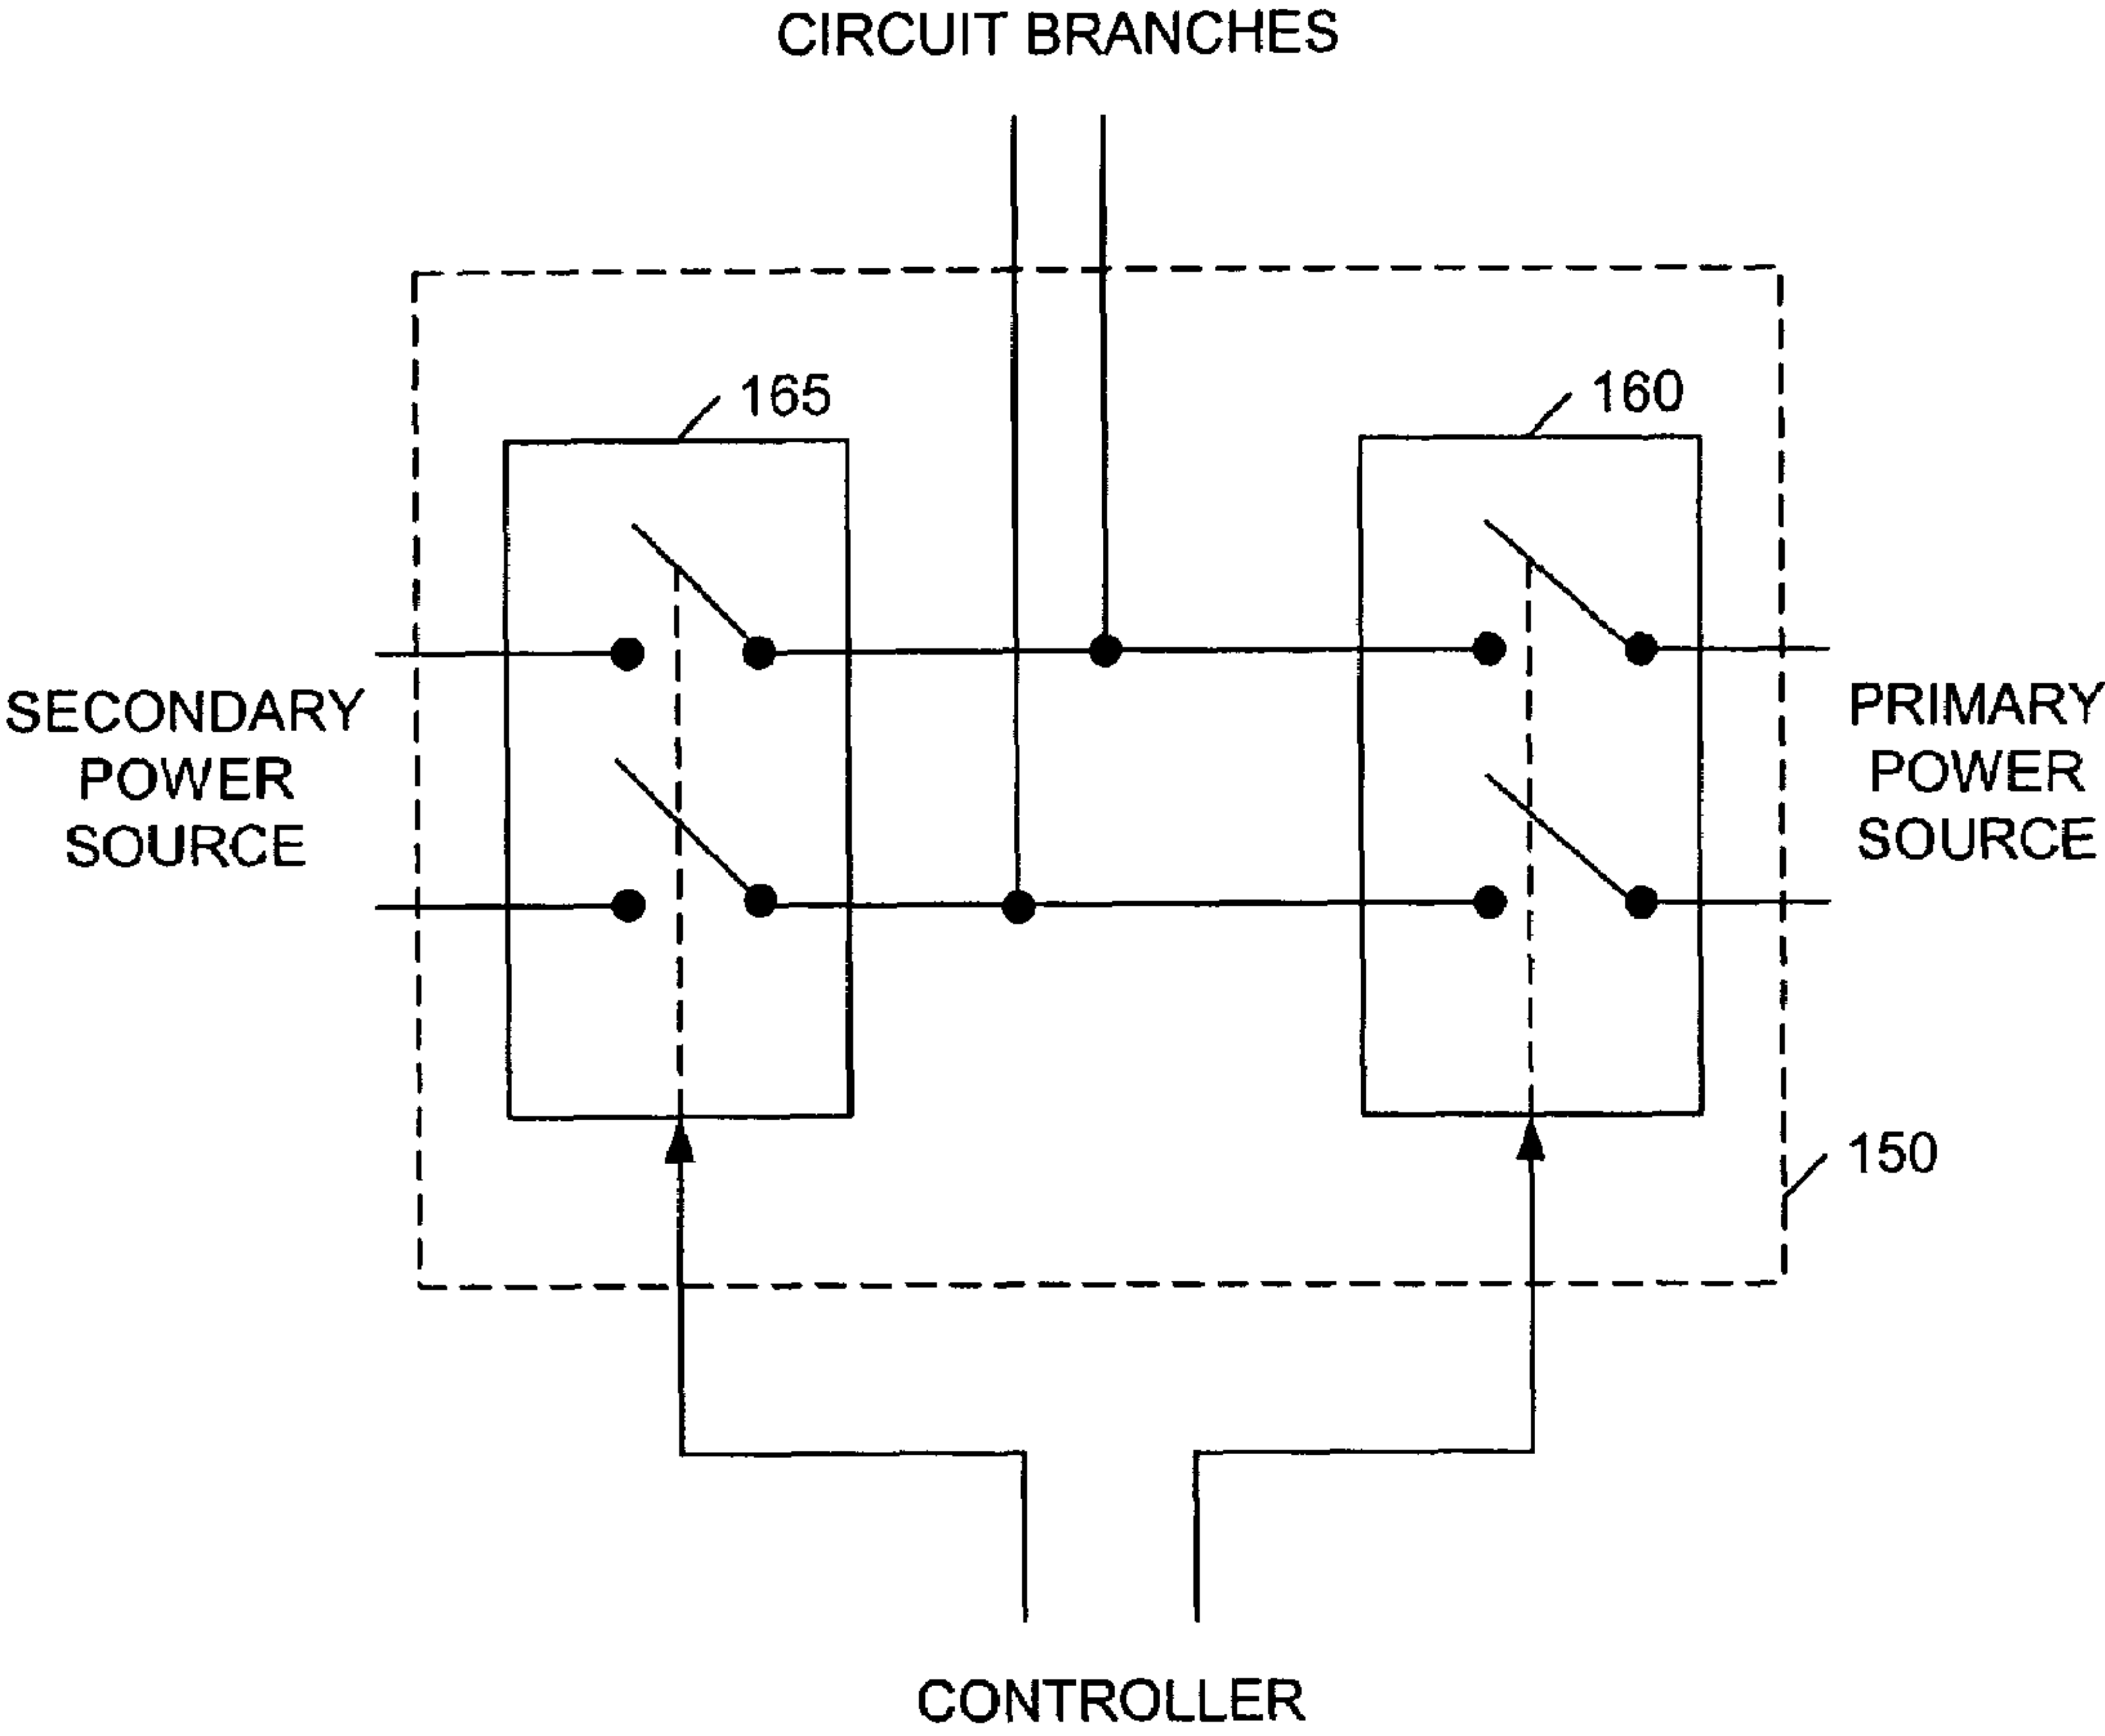 CIRCUIT BRANCHES
165
160
SECONDARY
POWER
SOURCE
PRIMARY
POWER
SOURCE
150
CONTROLLER